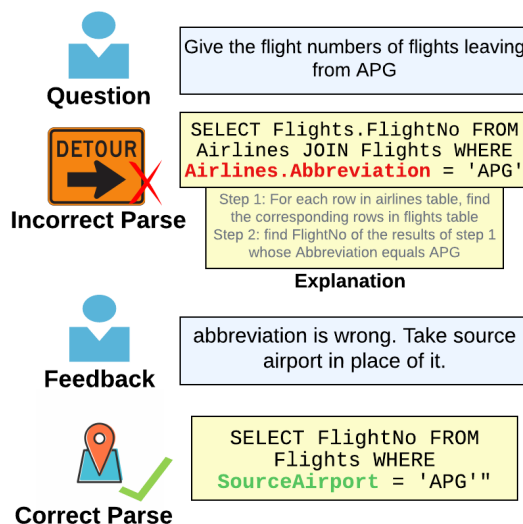 Give the flight numbers of flights leaving
from APG
Question
DETOUR
SELECT Flights.FlightNo FROM
Airlines JOIN Flights WHERE
Airlines.Abbreviation = 'APG'
Incorrect Parse
Step 1: For each row in airlines table, find
the corresponding rows in flights table
Step 2: find FlightNo of the results of step 1
whose Abbreviation equals APG
Explanation
abbreviation is wrong. Take source
airport in place of it.
Feedback
SELECT FlightNo FROM
Flights WHERE
SourceAirport = 'APG'"
Correct Parse